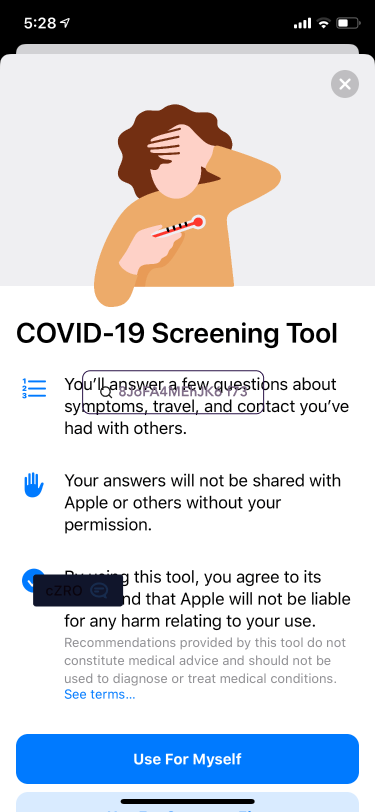 5:28
COVID-19 Screening Tool
1
2
3
You'll answer a few questions about
symptoms, travel, and contact you've
had with others.
Your answers will not be shared with
Apple or others without your
permission.
By using this tool, you agree to its
and that Apple will not be liable
for any harm relating to your use.
Recommendations provided by this tool do not
constitute medical advice and should not be
used to diagnose or treat medical conditions.
See terms...
cZRO
Use For Myself